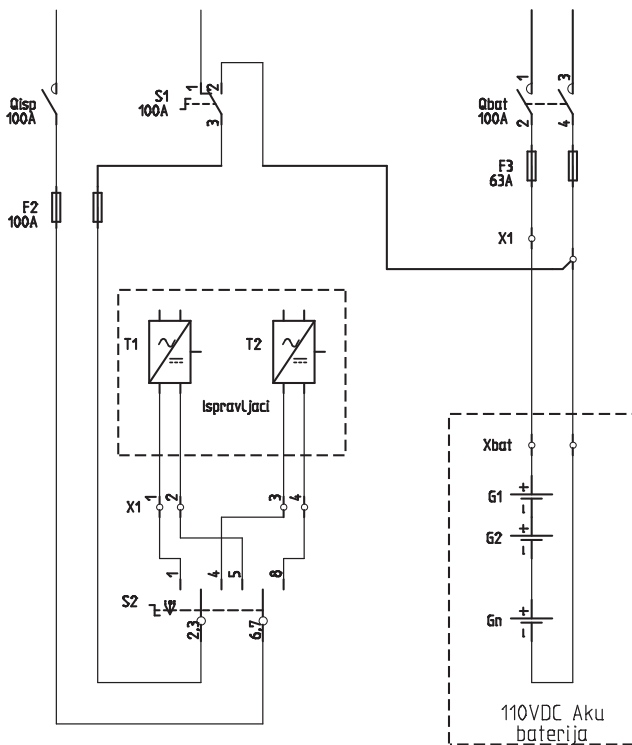 Qisp
100A
S1
100A
1
2
3
Qbat
100A
1
3
2
4
F2
100A
F3
63A
X1
T1
T2
Ispravljaci
X1
1
2
3
4
1
4
5
8
S2
2,3
6,7
Xbat
G1
+
-
G2
+
-
Gn
+
-
110VDC Aku
baterija